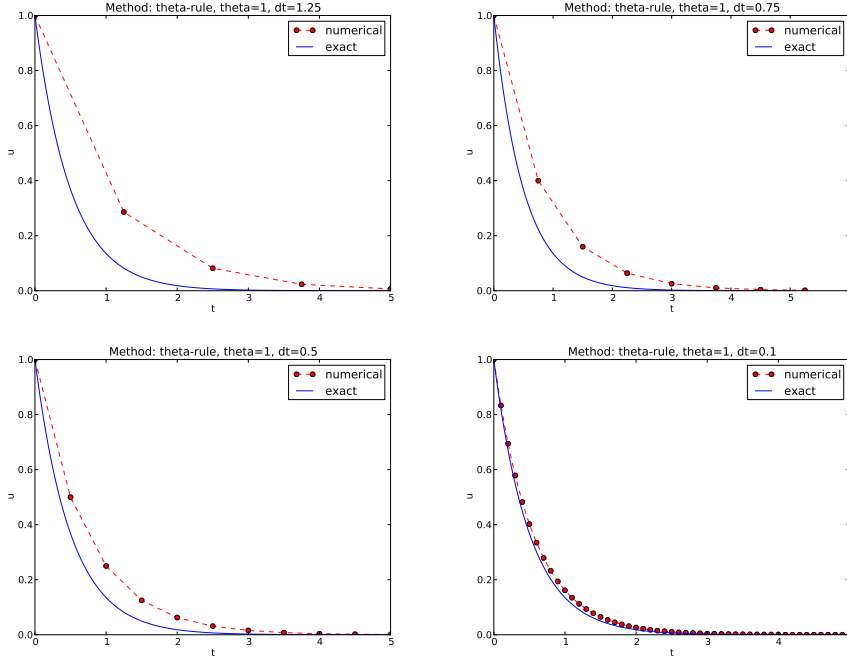 Method: theta-rule, theta=1, dt=1.25
1.0
0.8
0.6
0.4
0.2
0.0
u
numerical
exact
0 1 2 3 4 5
t
Method: theta-rule, theta=1, dt=0.75
1.0
0.8
0.6
0.4
0.2
0.0
u
numerical
exact
0 1 2 3 4 5
t
Method: theta-rule, theta=1, dt=0.5
1.0
0.8
0.6
0.4
0.2
0.0
u
numerical
exact
0 1 2 3 4 5
t
Method: theta-rule, theta=1, dt=0.1
1.0
0.8
0.6
0.4
0.2
0.0
u
numerical
exact
0 1 2 3 4
t